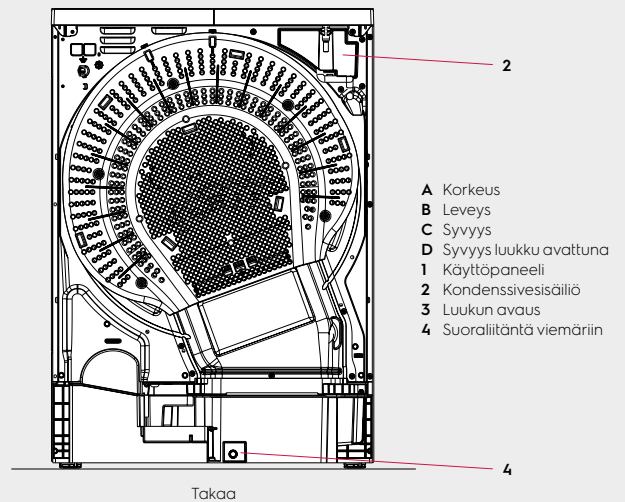 2
A Korkeus
B Leveys
C Syvyys
D Syvyys luukku avattuna
1 Käyttöpaneeli
2 Kondenssivesisäiliö
3 Luukun avaus
4 Suoraliitäntä viemäriin
4
Takaa